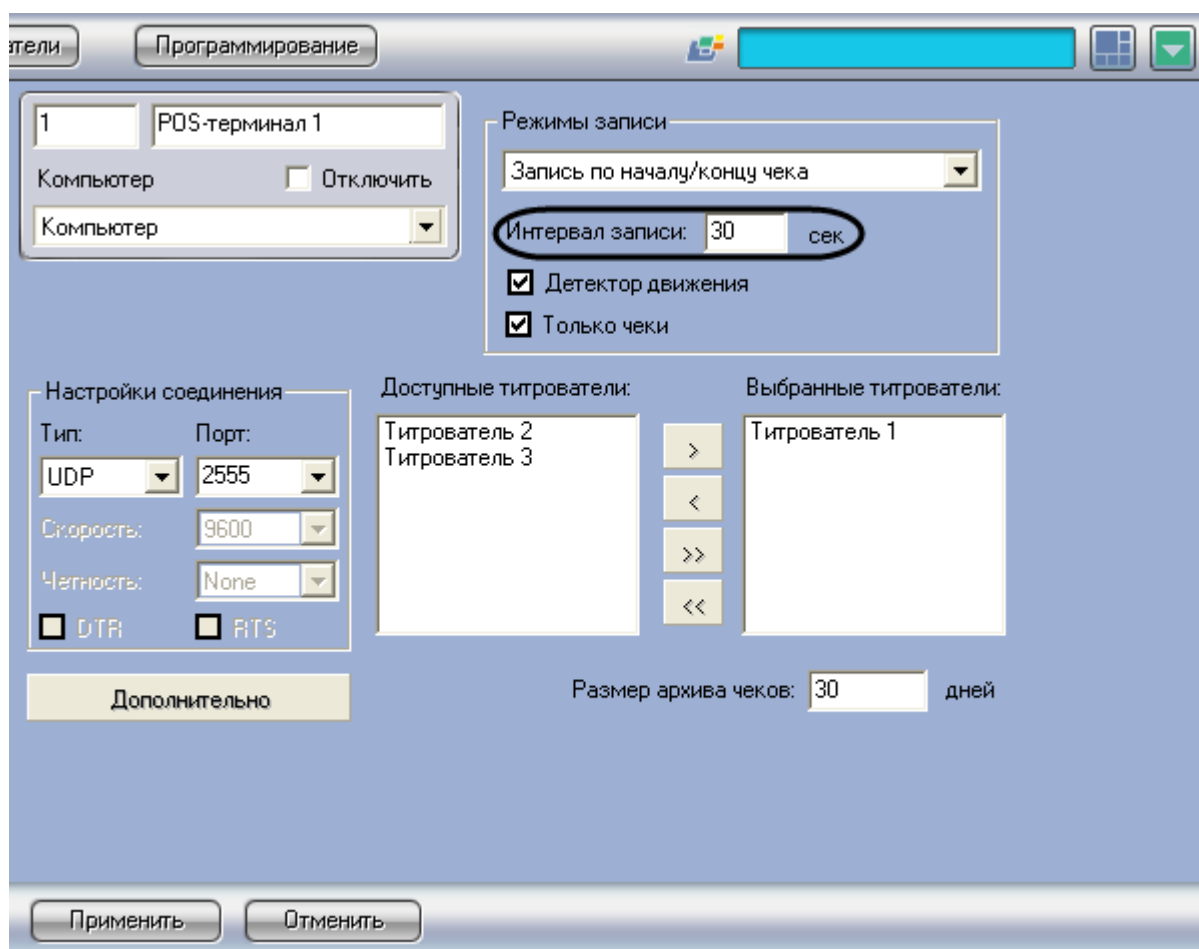 атели
Программирование
1
POS-терминал 1
Компьютер
Отключить
Компьютер
Режимы записи
Запись по началу/концу чека
Интервал записи: 30 сек
Детектор движения
Только чеки
Настройки соединения
Тип: Порт:
UDP 2555
Скорость: 9600
Четность: None
DTR RTS
Дополнительно
Доступные титрователи:
Титрователь 2
Титрователь 3
>
<
>>
<<
Выбранные титрователи:
Титрователь 1
Размер архива чеков: 30 дней
Применить
Отменить